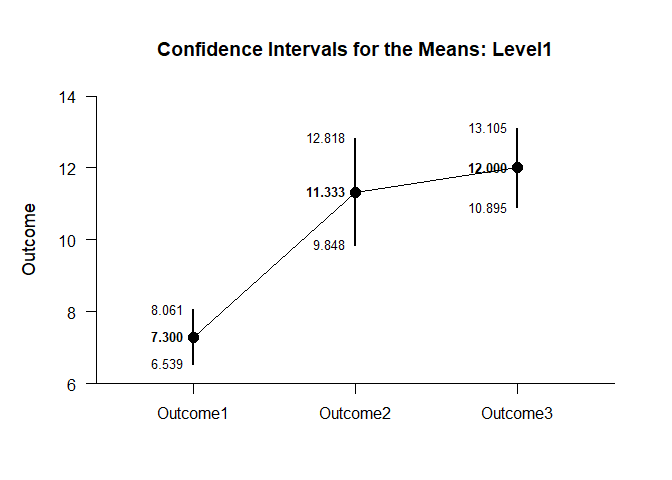 Confidence Intervals for the Means: Level1
Outcome
14
12
10
8
6
8.061
7.300
6.539
12.818
11.333
9.848
13.105
12.000
10.895
Outcome1
Outcome2
Outcome3